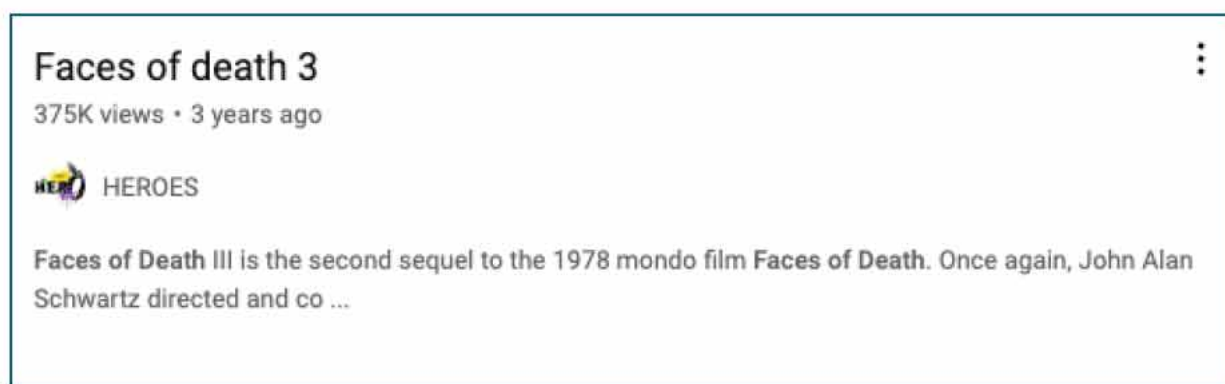 Faces of death 3
375K views • 3 years ago
HERO HEROES
Faces of Death III is the second sequel to the 1978 mondo film Faces of Death. Once again, John Alan
Schwartz directed and co ...